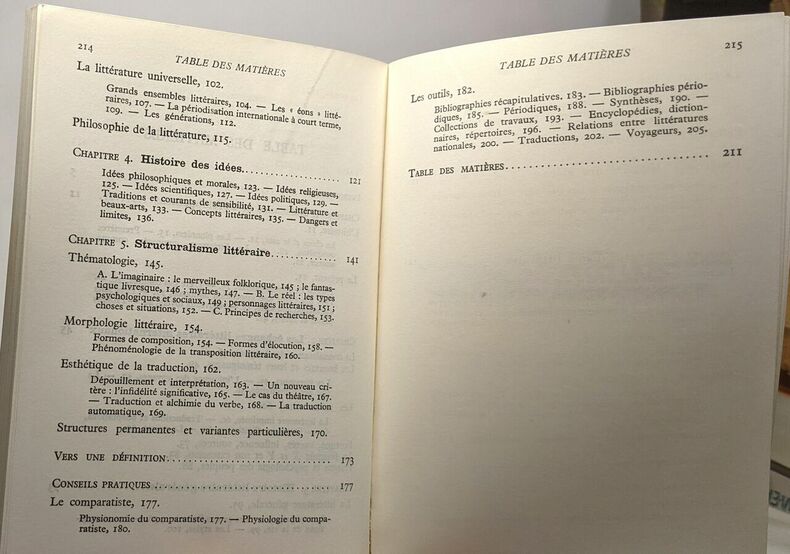 214
TABLE DES MATIÈRES
La littérature universelle, 102.
Grands ensembles littéraires, 104. — Les « éons » litté-
raires, 107. — La périodisation internationale à court terme,
109. — Les générations, 112.
Philosophie de la littérature, 115.
CHAPITRE 4. Histoire des idées.................... 121
Idées philosophiques et morales, 123. — Idées religieuses,
125. — Idées scientifiques, 127. — Idées politiques, 129. —
Traditions et courants de sensibilité, 131. — Littérature et
beaux-arts, 133. — Concepts littéraires, 135. — Dangers et
limites, 136.
CHAPITRE 5. Structuralisme littéraire............... 141
Thématologie, 145.
A. L'imaginaire : le merveilleux folklorique, 145 ; le fantas-
tique livresque, 146 ; mythes, 147. — B. Le réel : les types
psychologiques et sociaux, 149 ; personnages littéraires, 151 ;
choses et situations, 152. — C. Principes de recherches, 153.
Morphologie littéraire, 154.
Formes de composition, 154. — Formes d'élocution, 158. —
Phénoménologie de la transposition littéraire, 160.
Esthétique de la traduction, 162.
Dépouillement et interprétation, 163. — Un nouveau cri-
tère : l'infidélité significative, 165. — Le cas du théâtre, 167.
— Traduction et alchimie du verbe, 168. — La traduction
automatique, 169.
Structures permanentes et variantes particulières, 170.
VERS UNE DÉFINITION............................ 173
CONSEILS PRATIQUES............................. 177
Le comparatiste, 177.
Physionomie du comparatiste, 177. — Physiologie du compa-
ratiste, 180.
TABLE DES MATIÈRES
215
Les outils, 182.
Bibliographies récapitulatives. 183. — Bibliographies pério-
diques, 185. — Périodiques, 188. — Synthèses, 190. —
Collections de travaux, 193. — Encyclopédies, diction-
naires, répertoires, 196. — Relations entre littératures
nationales, 200. — Traductions, 202. — Voyageurs, 205.
TABLE DES MATIÈRES............................ 211